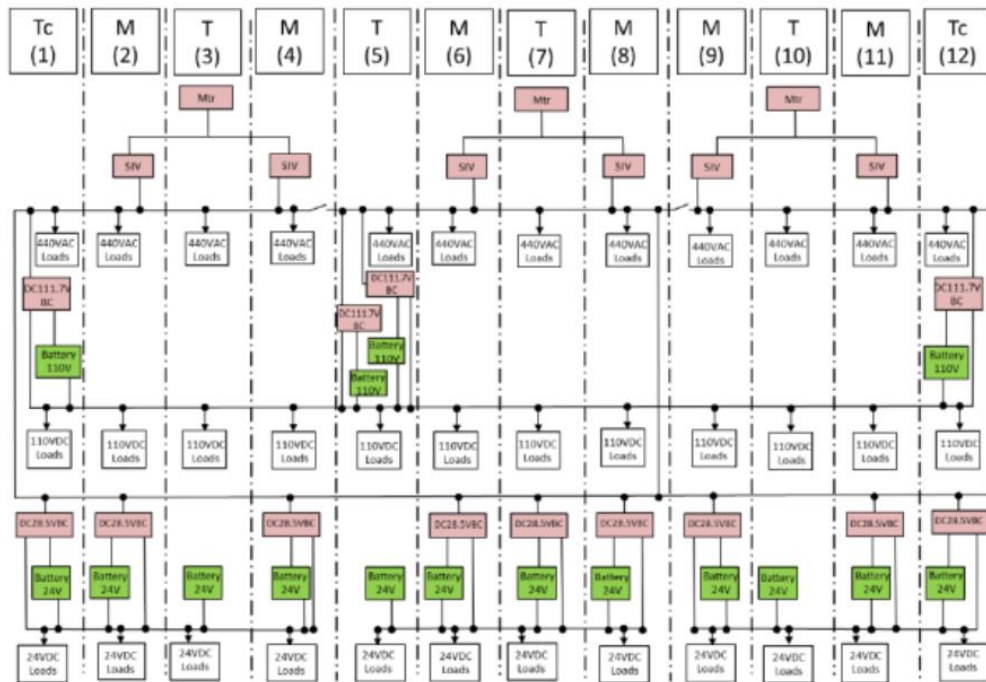 Tc M T M T M T M M T M Tc
(1) (2) (3) (4) (5) (6) (7) (8) (9) (10) (11) (12)
Mtr Mtr Mtr
SIV SIV SIV SIV SIV SIV
440VAC 440VAC 440VAC 440VAC 440VAC 440VAC 440VAC 440VAC 440VAC 440VAC 440VAC 440VAC
Loads Loads Loads Loads Loads Loads Loads Loads Loads Loads Loads Loads
DC111.7V DC111.7V DC111.7V
BC BC BC
DC111.7V
BC
Battery Battery Battery
110V 110V 110V
Battery
110V
110VDC 110VDC 110VDC 110VDC 110VDC 110VDC 110VDC 110VDC 110VDC 110VDC 110VDC 110VDC
Loads Loads Loads Loads Loads Loads Loads Loads Loads Loads Loads Loads
DC28.5VBC DC28.5VBC DC28.5VBC DC28.5VBC DC28.5VBC DC28.5VBC DC28.5VBC DC28.5VBC DC28.5VBC
Battery Battery Battery Battery Battery Battery Battery Battery Battery Battery Battery Battery
24V 24V 24V 24V 24V 24V 24V 24V 24V 24V 24V 24V
24VDC 24VDC 24VDC 24VDC 24VDC 24VDC 24VDC 24VDC 24VDC 24VDC 24VDC 24VDC
Loads Loads Loads Loads Loads Loads Loads Loads Loads Loads Loads Loads